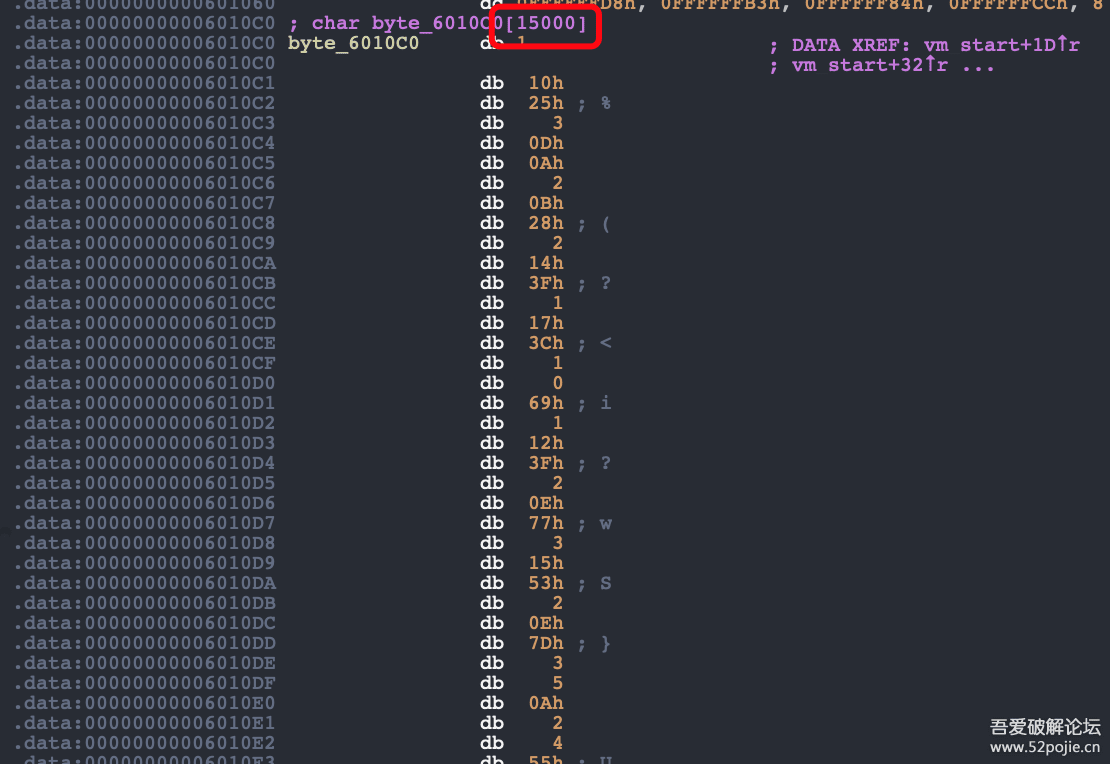 .data:0000000000601060 dd 0FFFFFFD8h, 0FFFFFFB3h, 0FFFFFF84h, 0FFFFFFCCh, 8
.data:00000000006010C0 ; char byte_6010C0[15000]
.data:00000000006010C0 byte_6010C0 db 1 ; DATA XREF: vm start+1D↑r
.data:00000000006010C0 ; vm start+32↑r ...
.data:00000000006010C1 db 10h
.data:00000000006010C2 db 25h ; %
.data:00000000006010C3 db 3
.data:00000000006010C4 db 0Dh
.data:00000000006010C5 db 0Ah
.data:00000000006010C6 db 2
.data:00000000006010C7 db 0Bh
.data:00000000006010C8 db 28h ; (
.data:00000000006010C9 db 2
.data:00000000006010CA db 14h
.data:00000000006010CB db 3Fh ; ?
.data:00000000006010CC db 1
.data:00000000006010CD db 17h
.data:00000000006010CE db 3Ch ; <
.data:00000000006010CF db 1
.data:00000000006010D0 db 0
.data:00000000006010D1 db 69h ; i
.data:00000000006010D2 db 1
.data:00000000006010D3 db 12h
.data:00000000006010D4 db 3Fh ; ?
.data:00000000006010D5 db 2
.data:00000000006010D6 db 0Eh
.data:00000000006010D7 db 77h ; w
.data:00000000006010D8 db 3
.data:00000000006010D9 db 15h
.data:00000000006010DA db 53h ; S
.data:00000000006010DB db 2
.data:00000000006010DC db 0Eh
.data:00000000006010DD db 7Dh ; }
.data:00000000006010DE db 3
.data:00000000006010DF db 5
.data:00000000006010E0 db 0Ah
.data:00000000006010E1 db 2
.data:00000000006010E2 db 4
.data:00000000006010E3 db 55h ; U
吾爱破解论坛
www.52pojie.cn